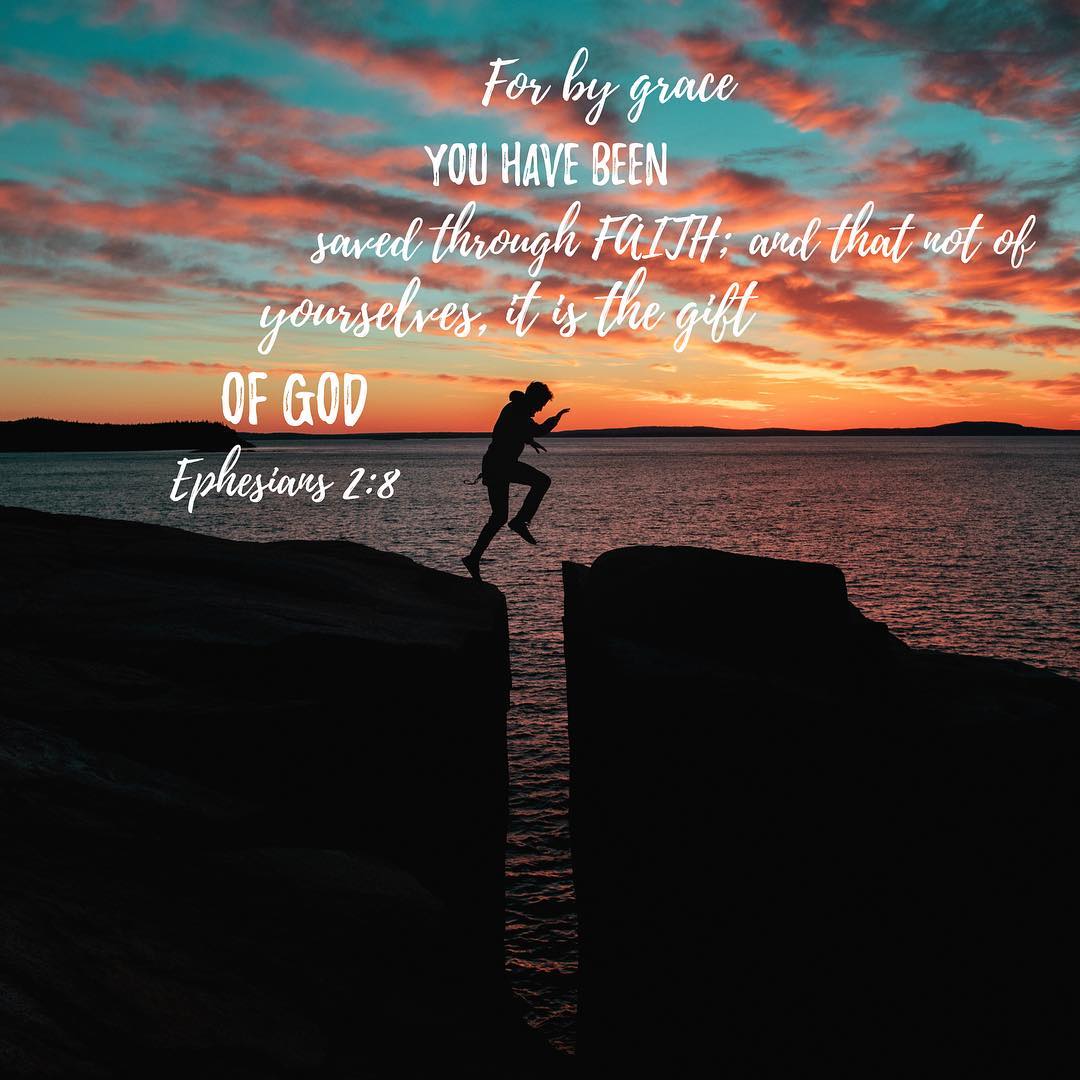 For by grace
YOU HAVE BEEN
saved through FAITH; and that not of
yourselves, it is the gift
OF GOD
Ephesians 2:8